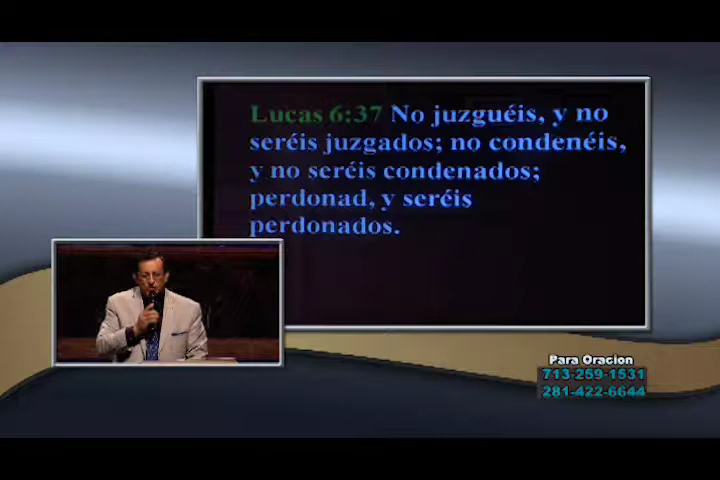 Lucas 6:37 No juzguéis, y no
seréis juzgados; no condenéis,
y no seréis condenados;
perdonad, y seréis
perdonados.
Para Oracion
713-259-1531
281-422-6644